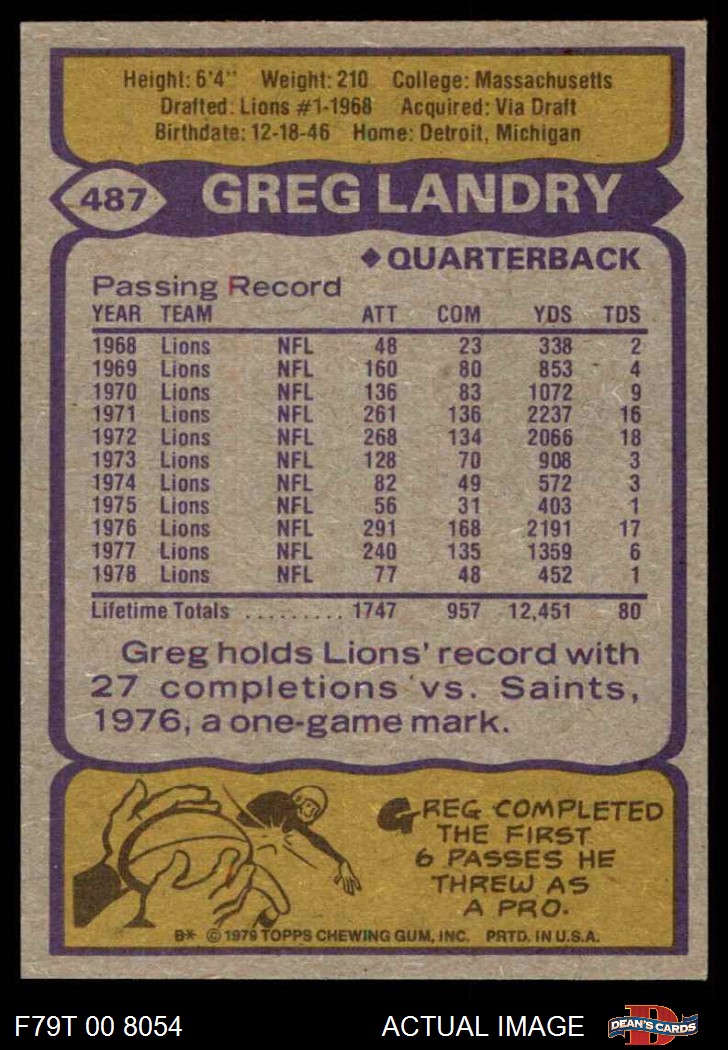 Height: 6'4" Weight: 210 College: Massachusetts
Drafted: Lions #1-1968 Acquired: Via Draft
Birthdate: 12-18-46 Home: Detroit, Michigan
487 GREG LANDRY
◆ QUARTERBACK
Passing Record
YEAR TEAM ATT COM YDS TDS
1968 Lions NFL 48 23 338 2
1969 Lions NFL 160 80 853 4
1970 Lions NFL 136 83 1072 9
1971 Lions NFL 261 136 2237 16
1972 Lions NFL 268 134 2066 18
1973 Lions NFL 128 70 908 3
1974 Lions NFL 82 49 572 3
1975 Lions NFL 56 31 403 1
1976 Lions NFL 291 168 2191 17
1977 Lions NFL 240 135 1359 6
1978 Lions NFL 77 48 452 1
Lifetime Totals .......... 1747 957 12,451 80
Greg holds Lions' record with
27 completions vs. Saints,
1976, a one-game mark.
GREG COMPLETED
THE FIRST
6 PASSES HE
THREW AS
A PRO.
B* © 1979 TOPPS CHEWING GUM, INC. PRTD. IN U.S.A.
F79T 00 8054 ACTUAL IMAGE D DEAN'S CARDS